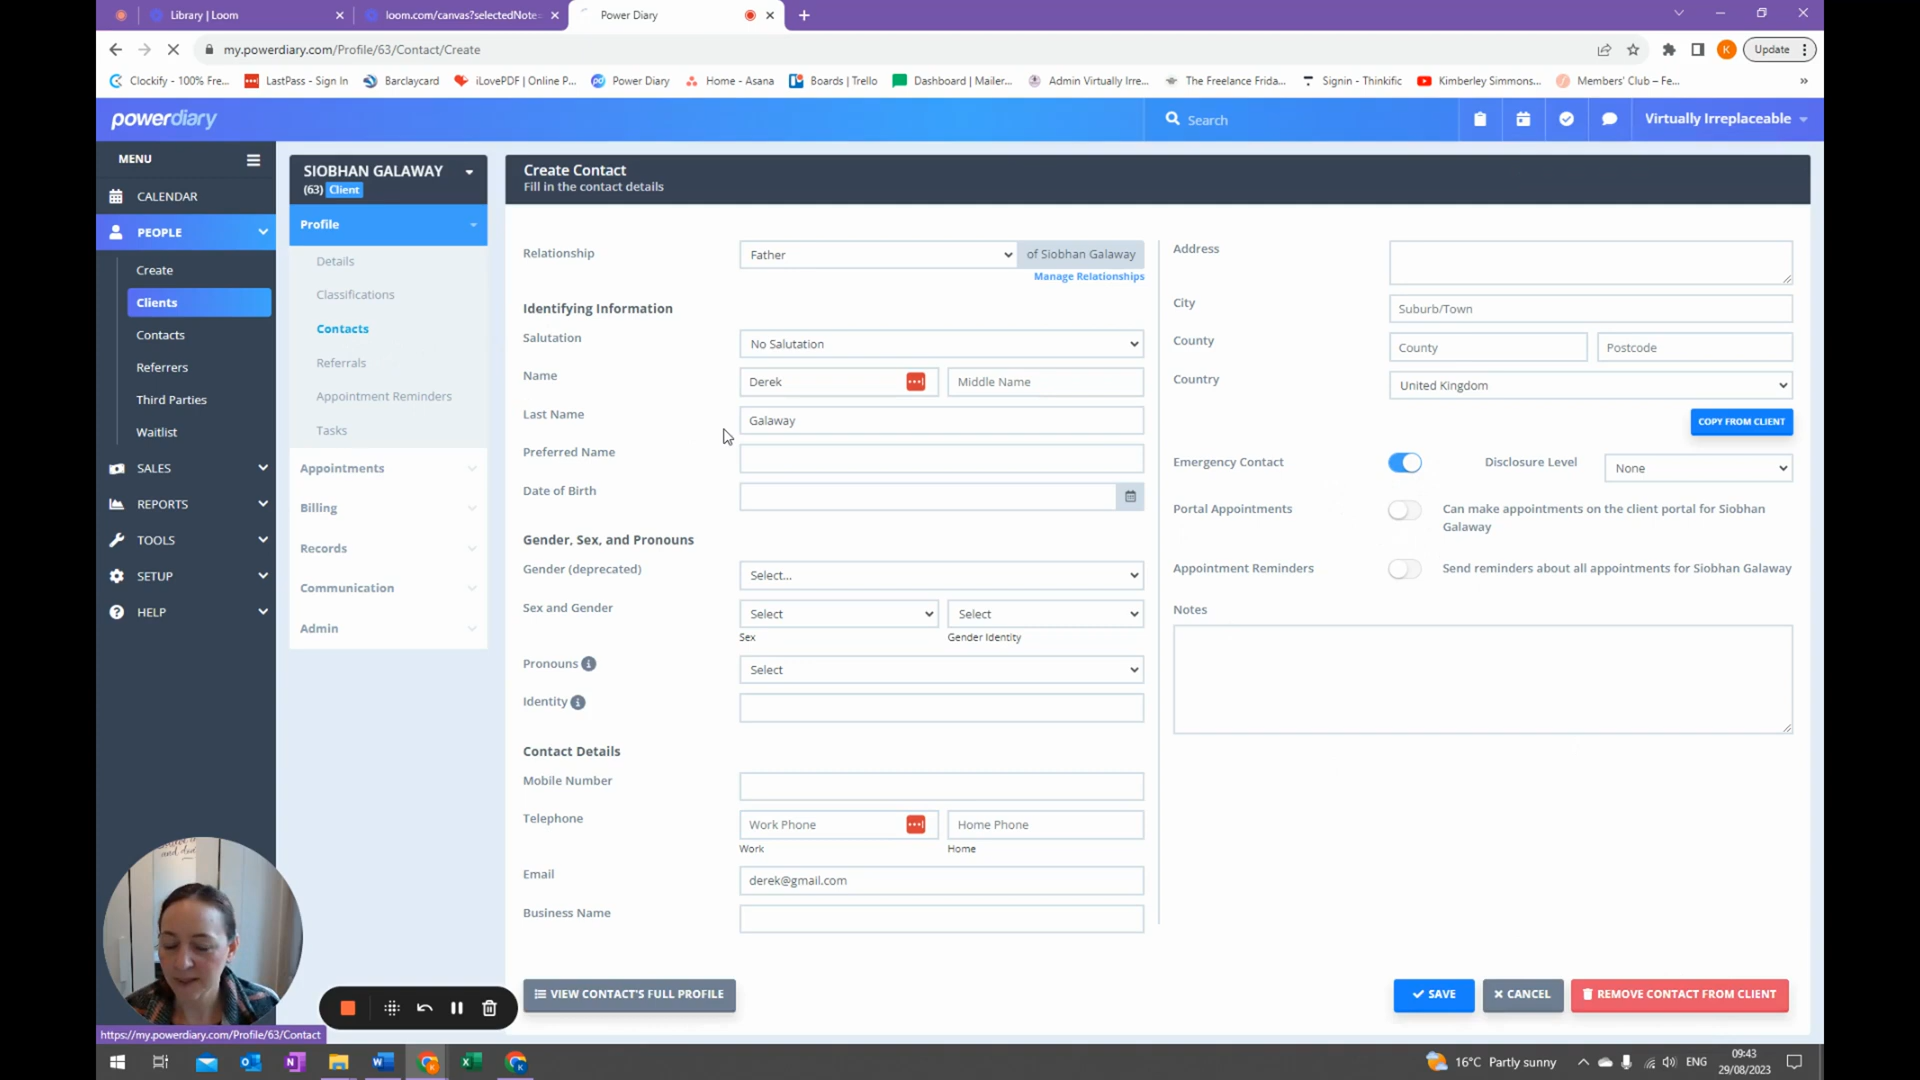 Library | Loom
loom.com/canvas?selectedNote
Power Diary
my.powerdiary.com/Profile/63/Contact/Create
Update
Clockify - 100% Fre...
LastPass - Sign In
Barclaycard
iLovePDF | Online P...
Power Diary
Home - Asana
Boards | Trello
Dashboard | Mailer...
Admin Virtually Irre...
The Freelance Frida...
Signin - Thinkific
Kimberley Simmons...
Members' Club – Fe...
powerdiary
Search
Virtually Irreplaceable
MENU
CALENDAR
PEOPLE
Create
Clients
Contacts
Referrers
Third Parties
Waitlist
SALES
REPORTS
TOOLS
SETUP
HELP
SIOBHAN GALAWAY
(63) Client
Profile
Details
Classifications
Contacts
Referrals
Appointment Reminders
Tasks
Appointments
Billing
Records
Communication
Admin
Create Contact
Fill in the contact details
Relationship
Father
of Siobhan Galaway
Manage Relationships
Identifying Information
Salutation
No Salutation
Name
Derek
Middle Name
Last Name
Galaway
Preferred Name
Date of Birth
Gender, Sex, and Pronouns
Gender (deprecated)
Select...
Sex and Gender
Select
Select
Sex
Gender Identity
Pronouns
Select
Identity
Contact Details
Mobile Number
Telephone
Work Phone
Home Phone
Work
Home
Email
derek@gmail.com
Business Name
Address
City
Suburb/Town
County
County
Postcode
Country
United Kingdom
COPY FROM CLIENT
Emergency Contact
Disclosure Level
None
Portal Appointments
Can make appointments on the client portal for Siobhan
Galaway
Appointment Reminders
Send reminders about all appointments for Siobhan Galaway
Notes
VIEW CONTACT'S FULL PROFILE
SAVE
CANCEL
REMOVE CONTACT FROM CLIENT
https://my.powerdiary.com/Profile/63/Contact
16°C Partly sunny
ENG
09:43
29/08/2023